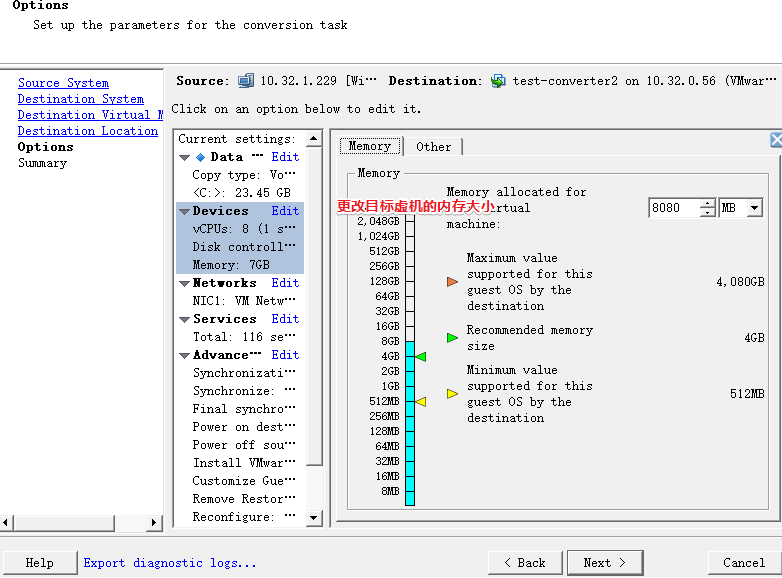 Options
Set up the parameters for the conversion task
Source System
Destination System
Destination Virtual M
Destination Location
Options
Summary
Source: 10.32.1.229 [Wi… Destination: test-converter2 on 10.32.0.56 (VMwar…
Click on an option below to edit it.
Current settings:
Data … Edit
Copy type: Vo…
<C:>: 23.45 GB
Devices Edit
vCPUs: 8 (1 s…
Disk controll…
Memory: 7GB
Networks Edit
NIC1: VM Netw…
Services Edit
Total: 116 se…
Advance… Edit
Synchronizati…
Synchronize: …
Final synchro…
Power on dest…
Power off sou…
Install VMwar…
Customize Gue…
Remove Restor…
Reconfigure: …
Memory Other
Memory
更改目标虚机的内存大小
Memory allocated for
virtual
machine:
8080 MB
2,048GB
1,024GB
512GB
256GB
128GB
64GB
32GB
16GB
8GB
4GB
2GB
1GB
512MB
256MB
128MB
64MB
32MB
16MB
8MB
Maximum value
supported for this
guest OS by the
destination
4,080GB
Recommended memory
size
4GB
Minimum value
supported for this
guest OS by the
destination
512MB
Help Export diagnostic logs... < Back Next > Cancel